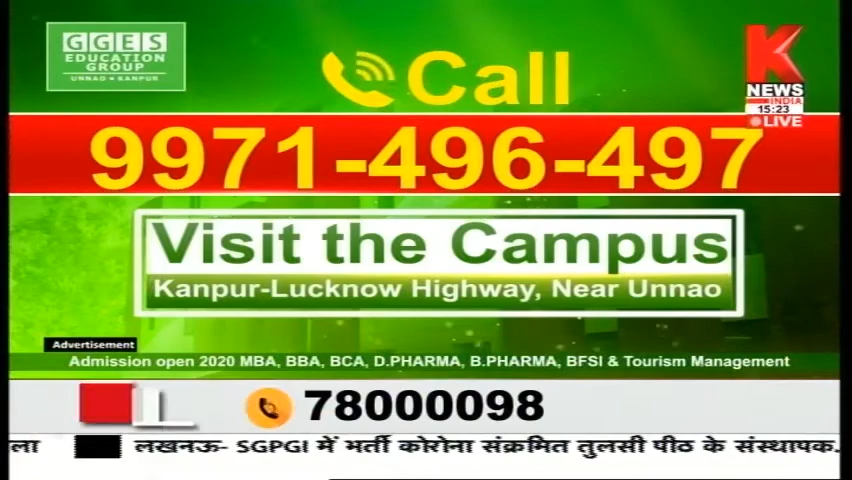 GGES
EDUCATION
GROUP
UNNAO • KANPUR
Call
K
NEWS
INDIA
15:23
LIVE
9971-496-497
Visit the Campus
Kanpur-Lucknow Highway, Near Unnao
Advertisement
Admission open 2020 MBA, BBA, BCA, D.PHARMA, B.PHARMA, BFSI & Tourism Management
78000098
ला लखनऊ- SGPGI में भर्ती कोरोना संक्रमित तुलसी पीठ के संस्थापक.